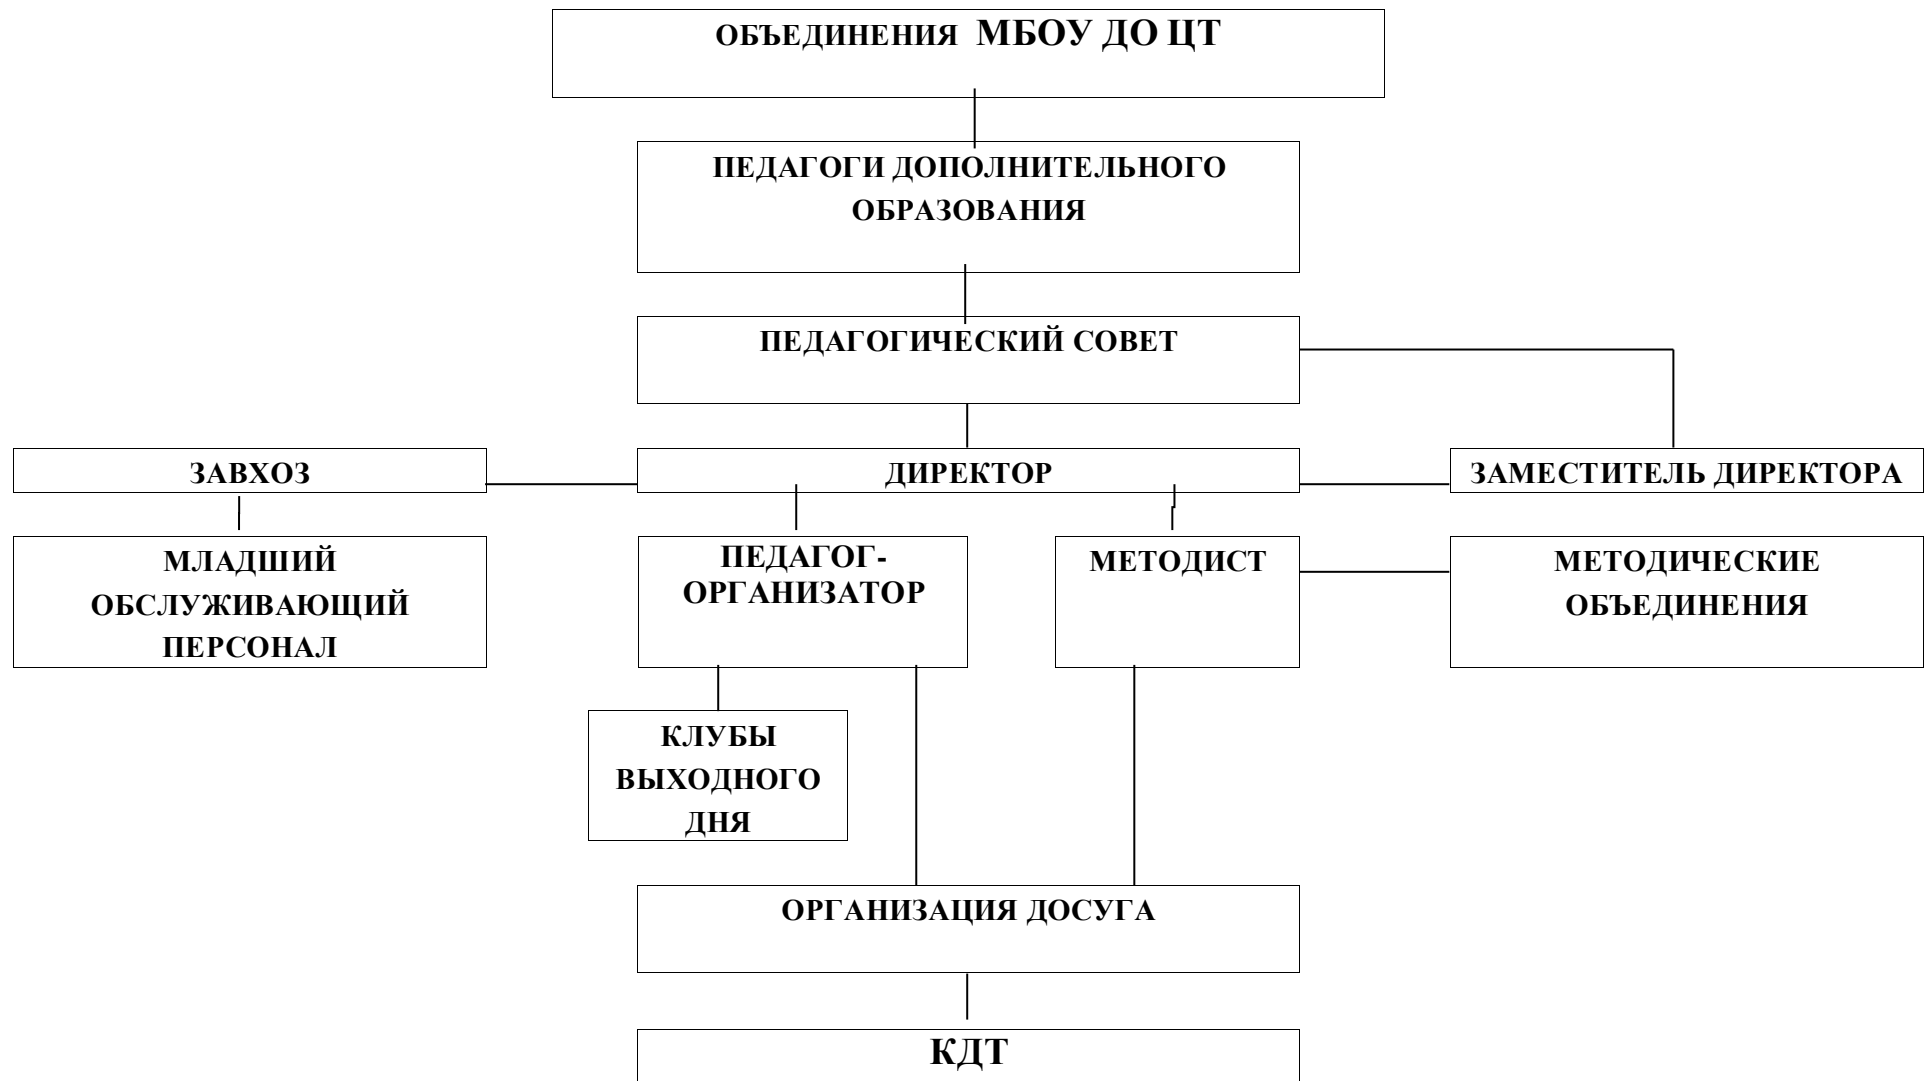 ОБЪЕДИНЕНИЯ МБОУ ДО ЦТ
ПЕДАГОГИ ДОПОЛНИТЕЛЬНОГО
ОБРАЗОВАНИЯ
ПЕДАГОГИЧЕСКИЙ СОВЕТ
ЗАВХОЗ
ДИРЕКТОР
ЗАМЕСТИТЕЛЬ ДИРЕКТОРА
МЛАДШИЙ
ОБСЛУЖИВАЮЩИЙ
ПЕРСОНАЛ
ПЕДАГОГ-
ОРГАНИЗАТОР
МЕТОДИСТ
МЕТОДИЧЕСКИЕ
ОБЪЕДИНЕНИЯ
КЛУБЫ
ВЫХОДНОГО
ДНЯ
ОРГАНИЗАЦИЯ ДОСУГА
КДТ